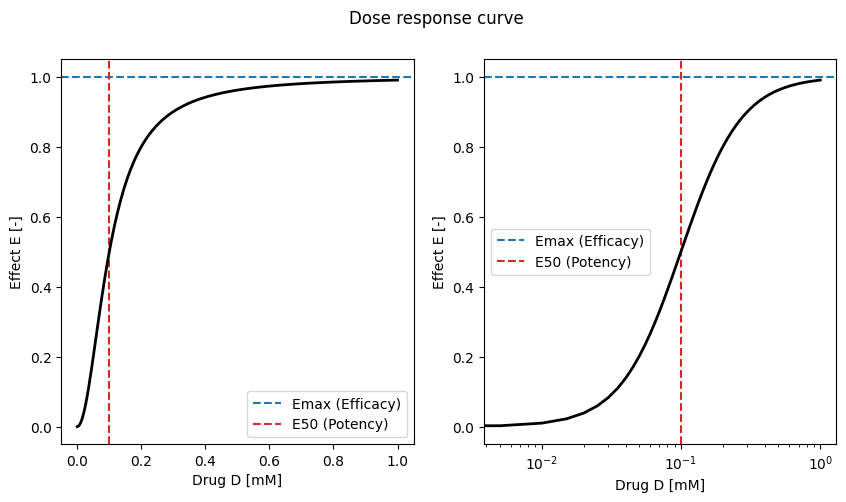 Dose response curve
1.0
0.8
0.6
0.4
0.2
0.0
Effect E [-]
0.0 0.2 0.4 0.6 0.8 1.0
Drug D [mM]
Emax (Efficacy)
E50 (Potency)
1.0
0.8
0.6
0.4
0.2
0.0
Effect E [-]
10⁻² 10⁻¹ 10⁰
Drug D [mM]
Emax (Efficacy)
E50 (Potency)